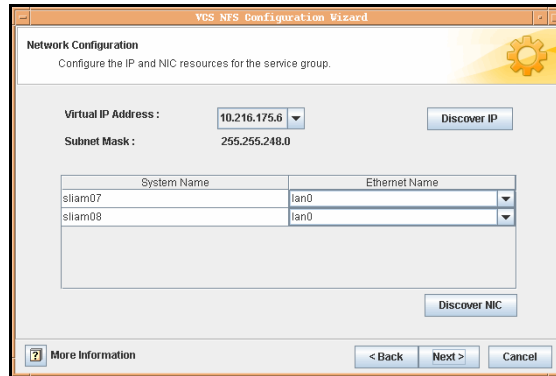 VCS NFS Configuration Wizard
Network Configuration
Configure the IP and NIC resources for the service group.
Virtual IP Address :
10.216.175.6
Discover IP
Subnet Mask :
255.255.248.0
System Name
Ethernet Name
sliam07
lan0
sliam08
lan0
Discover NIC
? More Information
< Back
Next >
Cancel